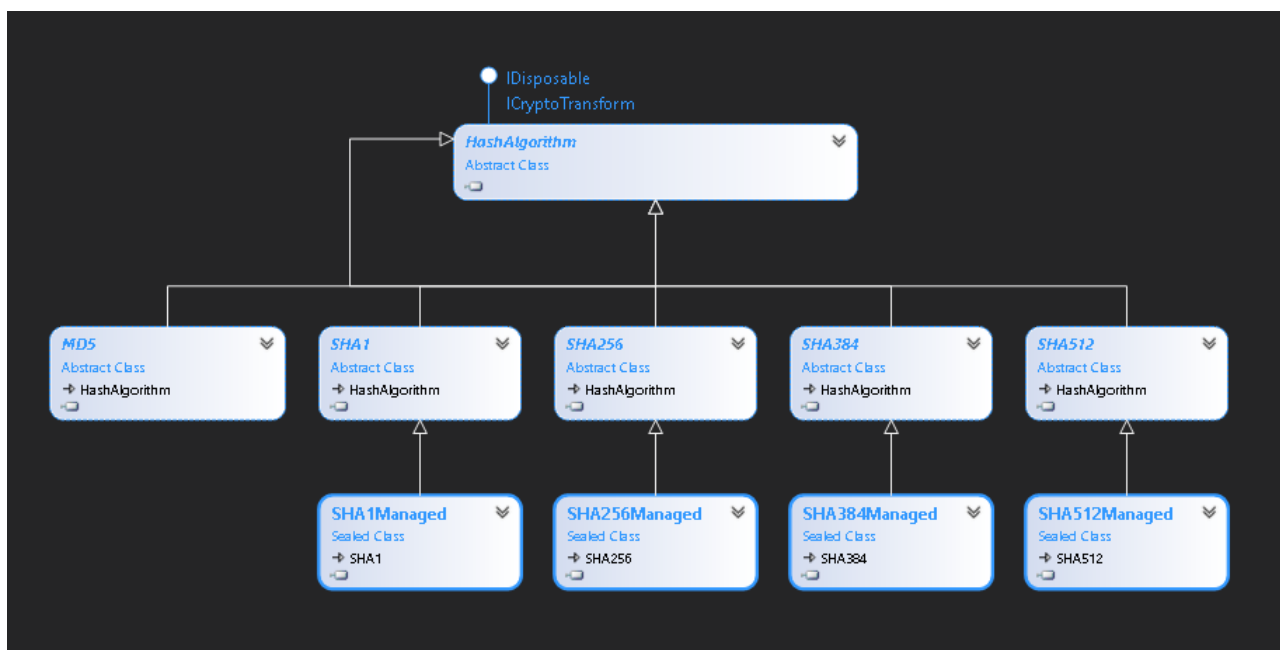 IDisposable
ICryptoTransform
HashAlgorithm
Abstract Class
MD5
Abstract Class
HashAlgorithm
SHA1
Abstract Class
HashAlgorithm
SHA256
Abstract Class
HashAlgorithm
SHA384
Abstract Class
HashAlgorithm
SHA512
Abstract Class
HashAlgorithm
SHA1Managed
Sealed Class
SHA1
SHA256Managed
Sealed Class
SHA256
SHA384Managed
Sealed Class
SHA384
SHA512Managed
Sealed Class
SHA512